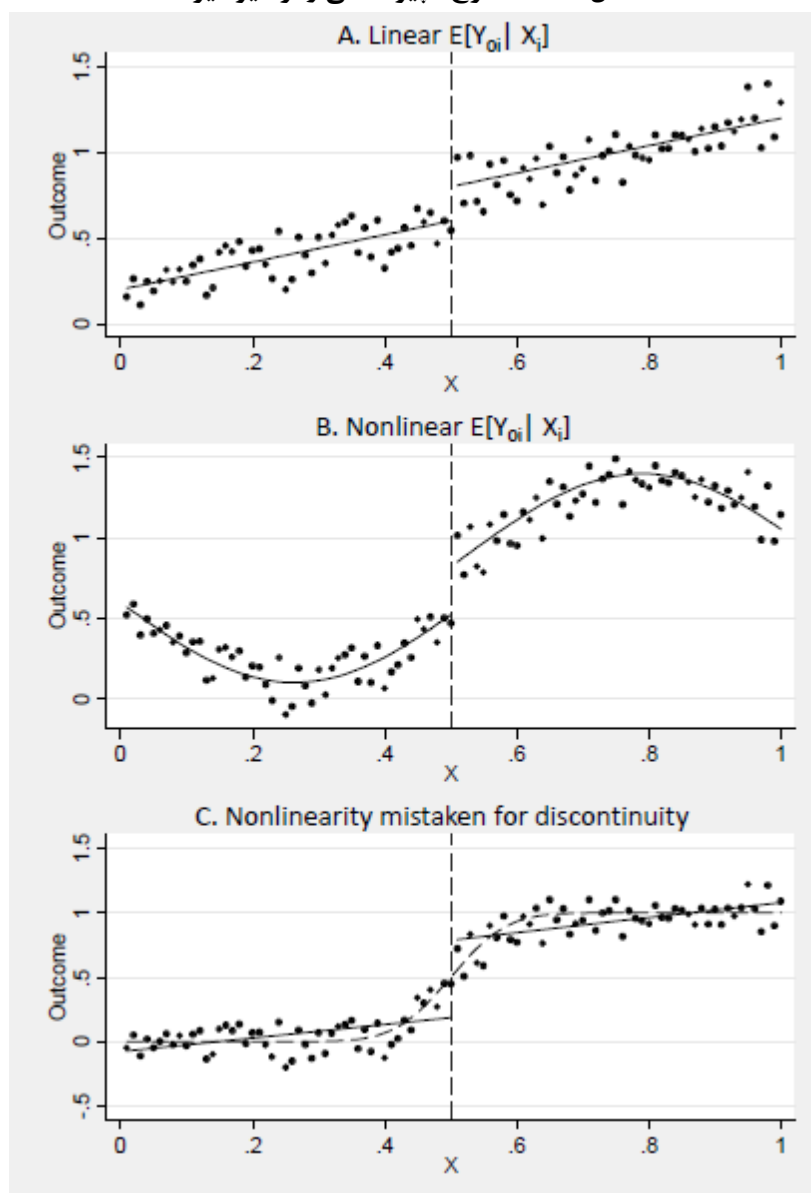 A. Linear E[Y₀ᵢ| Xᵢ]
Outcome
1.5
1
.5
0
0 .2 .4 .6 .8 1
X
B. Nonlinear E[Y₀ᵢ| Xᵢ]
Outcome
1.5
1
.5
0
0 .2 .4 .6 .8 1
X
C. Nonlinearity mistaken for discontinuity
Outcome
1.5
1
.5
0
-.5
0 .2 .4 .6 .8 1
X